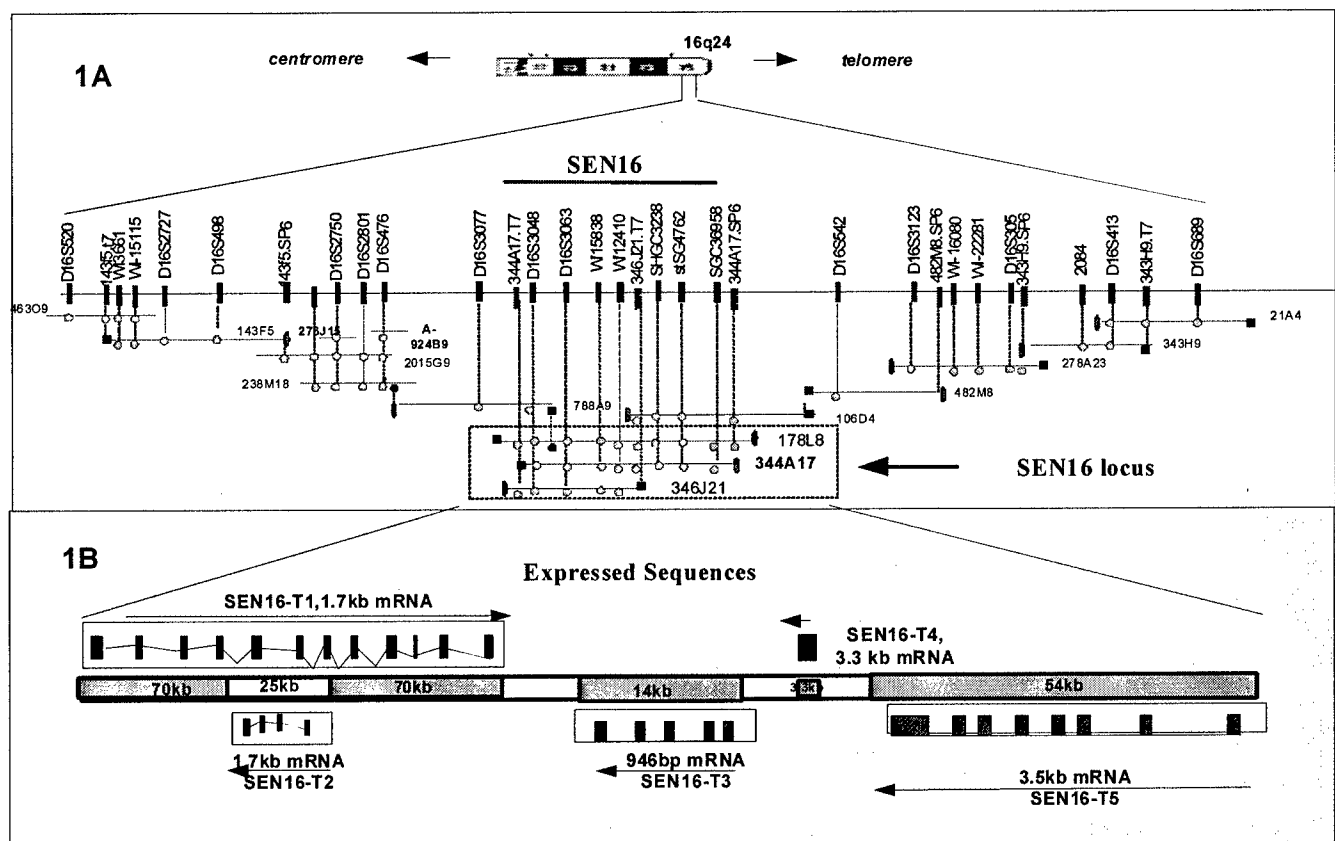 16q24
1A
centromere
telomere
SEN16
D16S520
143f5.t7
WI3661
WI-15115
D16S2727
D16S498
143f5.SP6
D16S2750
D16S2801
D16S476
D16S3077
344A17.T7
D16S3048
D16S3063
WI15838
WI12410
346J21.T7
SHGC3238
stSG4762
SGC36958
344A17.SP6
D16S542
D16S3123
482M8.SP6
WI-16080
WI-22281
D16S305
343H9.SP6
2084
D16S413
343H9.T7
D16S689
463O9
21A4
143F5
276J15
A-
924B9
343H9
2015G9
278A23
238M18
482M8
788A9
106D4
178L8
344A17
SEN16 locus
346J21
1B
Expressed Sequences
SEN16-T1,1.7kb mRNA
SEN16-T4,
3.3 kb mRNA
70kb
25kb
70kb
14kb
54kb
1.7kb mRNA
SEN16-T2
946bp mRNA
SEN16-T3
3.5kb mRNA
SEN16-T5